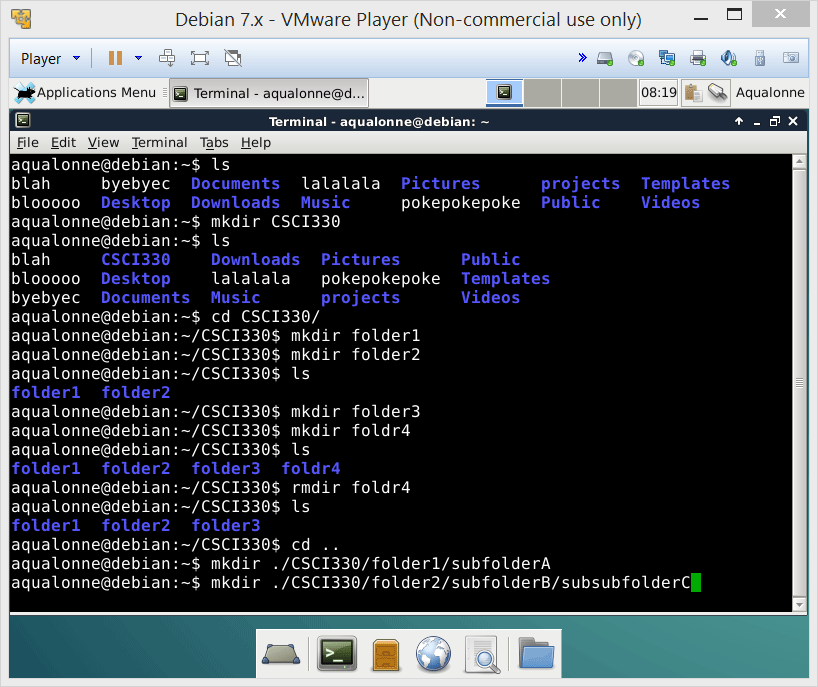 Debian 7.x - VMware Player (Non-commercial use only)
Player
Applications Menu Terminal - aqualonne@d... 08:19 Aqualonne
Terminal - aqualonne@debian: ~
File Edit View Terminal Tabs Help
aqualonne@debian:~$ ls
blah byebyec Documents lalalala Pictures projects Templates
blooooo Desktop Downloads Music pokepokepoke Public Videos
aqualonne@debian:~$ mkdir CSCI330
aqualonne@debian:~$ ls
blah CSCI330 Downloads Pictures Public
blooooo Desktop lalalala pokepokepoke Templates
byebyec Documents Music projects Videos
aqualonne@debian:~$ cd CSCI330/
aqualonne@debian:~/CSCI330$ mkdir folder1
aqualonne@debian:~/CSCI330$ mkdir folder2
aqualonne@debian:~/CSCI330$ ls
folder1 folder2
aqualonne@debian:~/CSCI330$ mkdir folder3
aqualonne@debian:~/CSCI330$ mkdir foldr4
aqualonne@debian:~/CSCI330$ ls
folder1 folder2 folder3 foldr4
aqualonne@debian:~/CSCI330$ rmdir foldr4
aqualonne@debian:~/CSCI330$ ls
folder1 folder2 folder3
aqualonne@debian:~/CSCI330$ cd ..
aqualonne@debian:~$ mkdir ./CSCI330/folder1/subfolderA
aqualonne@debian:~$ mkdir ./CSCI330/folder2/subfolderB/subsubfolderC